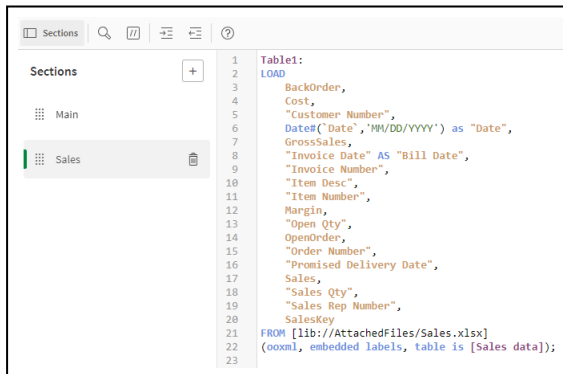 Sections
Sections
+
Main
Sales
1 Table1:
2 LOAD
3 BackOrder,
4 Cost,
5 "Customer Number",
6 Date#(`Date`,'MM/DD/YYYY') as "Date",
7 GrossSales,
8 "Invoice Date" AS "Bill Date",
9 "Invoice Number",
10 "Item Desc",
11 "Item Number",
12 Margin,
13 "Open Qty",
14 OpenOrder,
15 "Order Number",
16 "Promised Delivery Date",
17 Sales,
18 "Sales Qty",
19 "Sales Rep Number",
20 SalesKey
21 FROM [lib://AttachedFiles/Sales.xlsx]
22 (ooxml, embedded labels, table is [Sales data]);
23